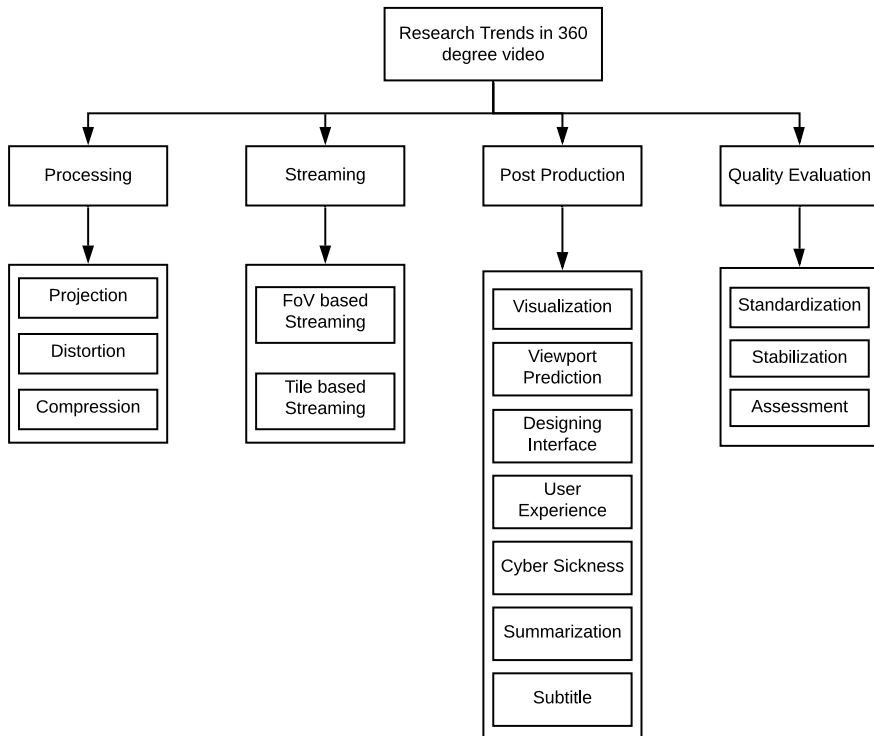 Research Trends in 360
degree video
Processing
Streaming
Post Production
Quality Evaluation
Projection
Distortion
Compression
FoV based
Streaming
Tile based
Streaming
Visualization
Viewport
Prediction
Designing
Interface
User
Experience
Cyber Sickness
Summarization
Subtitle
Standardization
Stabilization
Assessment